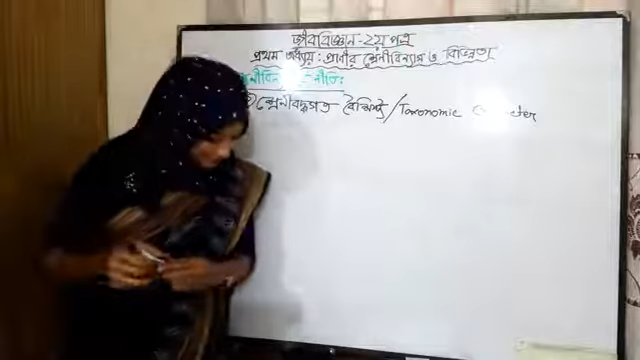 জীববিজ্ঞান-২য় পত্র
প্রথম অধ্যায় : প্রাণীর শ্রেণীবিন্যাস ও বিভিন্নতা
নীতি:
শ্রেনীবদ্ধগত বৈশিষ্ট্য / Taxonomic